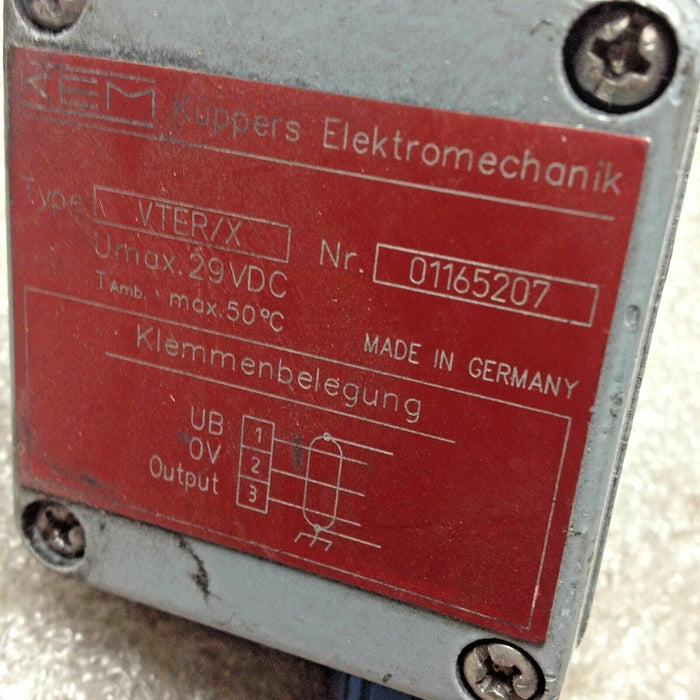 KEM Küppers Elektromechanik
Type VTER/X Nr. 01165207
Umax. 29VDC
TAmb. max. 50°C
MADE IN GERMANY
Klemmenbelegung
UB 1
0V 2
Output 3